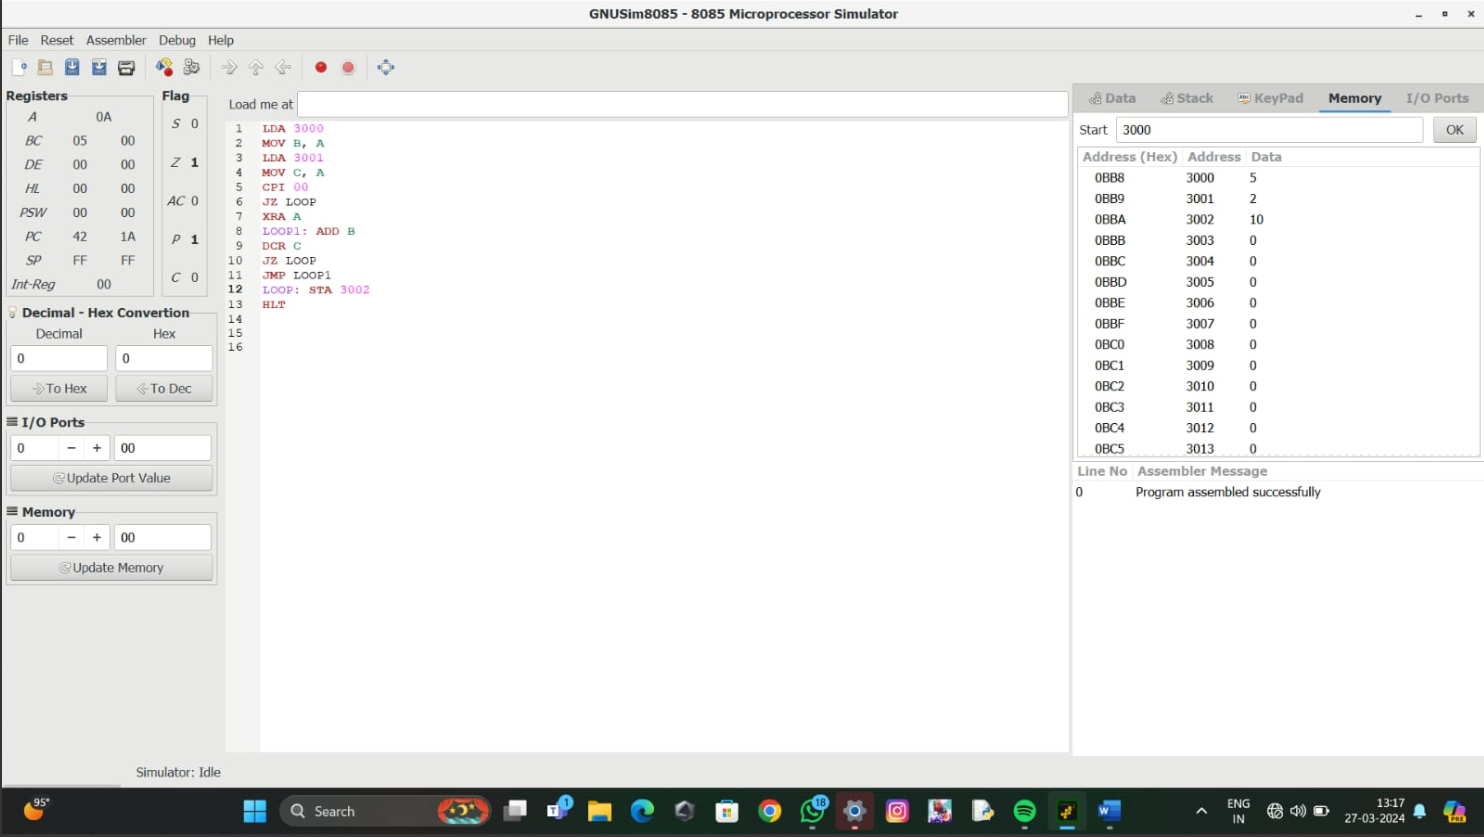 GNUSim8085 - 8085 Microprocessor Simulator
File Reset Assembler Debug Help
Registers
A 0A
BC 05 00
DE 00 00
HL 00 00
PSW 00 00
PC 42 1A
SP FF FF
Int-Reg 00
Flag
S 0
Z 1
AC 0
P 1
C 0
Decimal - Hex Convertion
Decimal Hex
0 0
To Hex To Dec
I/O Ports
0 - + 00
Update Port Value
Memory
0 - + 00
Update Memory
Load me at
1 LDA 3000
2 MOV B, A
3 LDA 3001
4 MOV C, A
5 CPI 00
6 JZ LOOP
7 XRA A
8 LOOP1: ADD B
9 DCR C
10 JZ LOOP
11 JMP LOOP1
12 LOOP: STA 3002
13 HLT
14
15
16
Data Stack KeyPad Memory I/O Ports
Start 3000 OK
Address (Hex) Address Data
0BB8 3000 5
0BB9 3001 2
0BBA 3002 10
0BBB 3003 0
0BBC 3004 0
0BBD 3005 0
0BBE 3006 0
0BBF 3007 0
0BC0 3008 0
0BC1 3009 0
0BC2 3010 0
0BC3 3011 0
0BC4 3012 0
0BC5 3013 0
Line No Assembler Message
0 Program assembled successfully
Simulator: Idle
95°
Search
1
18
ENG
IN
13:17
27-03-2024
PRE